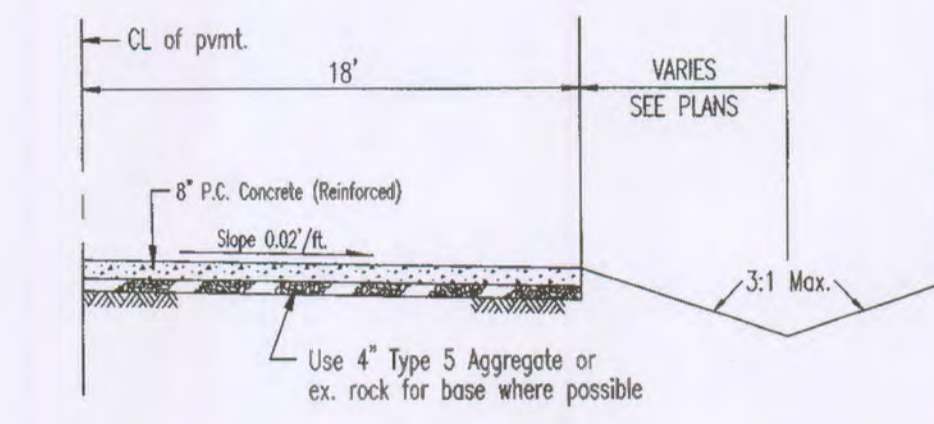 CL of pvmt.
18'
VARIES
SEE PLANS
8" P.C. Concrete (Reinforced)
Slope 0.02'/ft.
3:1 Max.
Use 4" Type 5 Aggregate or
ex. rock for base where possible